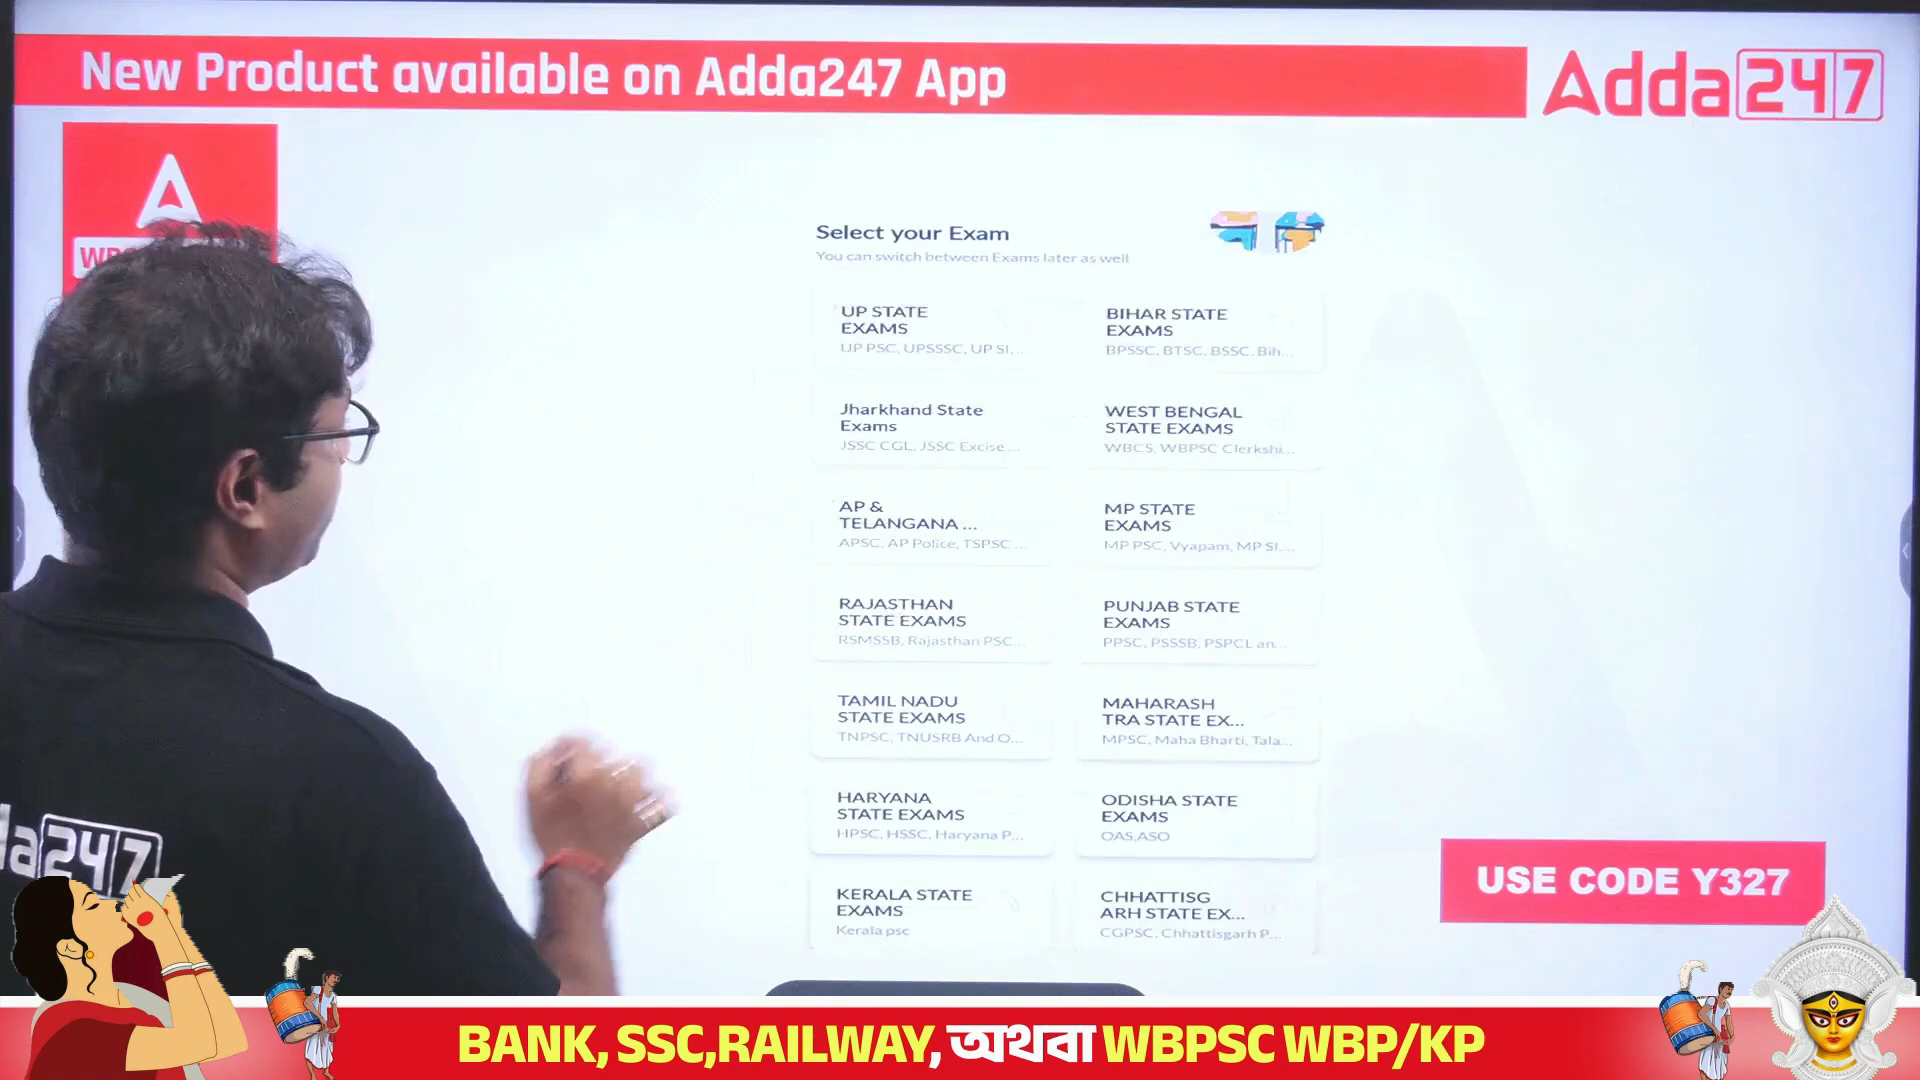 New Product available on Adda247 App
Adda247
Select your Exam
You can switch between Exams later as well
UP STATE
EXAMS
UP PSC, UPSSSC, UP SI, ...
BIHAR STATE
EXAMS
BPSSC, BTSC, BSSC, Bih...
Jharkhand State
Exams
JSSC CGL, JSSC Excise ...
WEST BENGAL
STATE EXAMS
WBCS, WBPSC Clerkshi...
AP &
TELANGANA ...
APSC, AP Police, TSPSC ...
MP STATE
EXAMS
MP PSC, Vyapam, MP SI,...
RAJASTHAN
STATE EXAMS
RSMSSB, Rajasthan PSC...
PUNJAB STATE
EXAMS
PPSC, PSSSB, PSPCL an...
TAMIL NADU
STATE EXAMS
TNPSC, TNUSRB And O...
MAHARASH
TRA STATE EX...
MPSC, Maha Bharti, Tala...
HARYANA
STATE EXAMS
HPSC, HSSC, Haryana P...
ODISHA STATE
EXAMS
OAS,ASO
KERALA STATE
EXAMS
Kerala psc
CHHATTISG
ARH STATE EX...
CGPSC, Chhattisgarh P...
USE CODE Y327
da247
BANK, SSC,RAILWAY, অথবা WBPSC WBP/KP